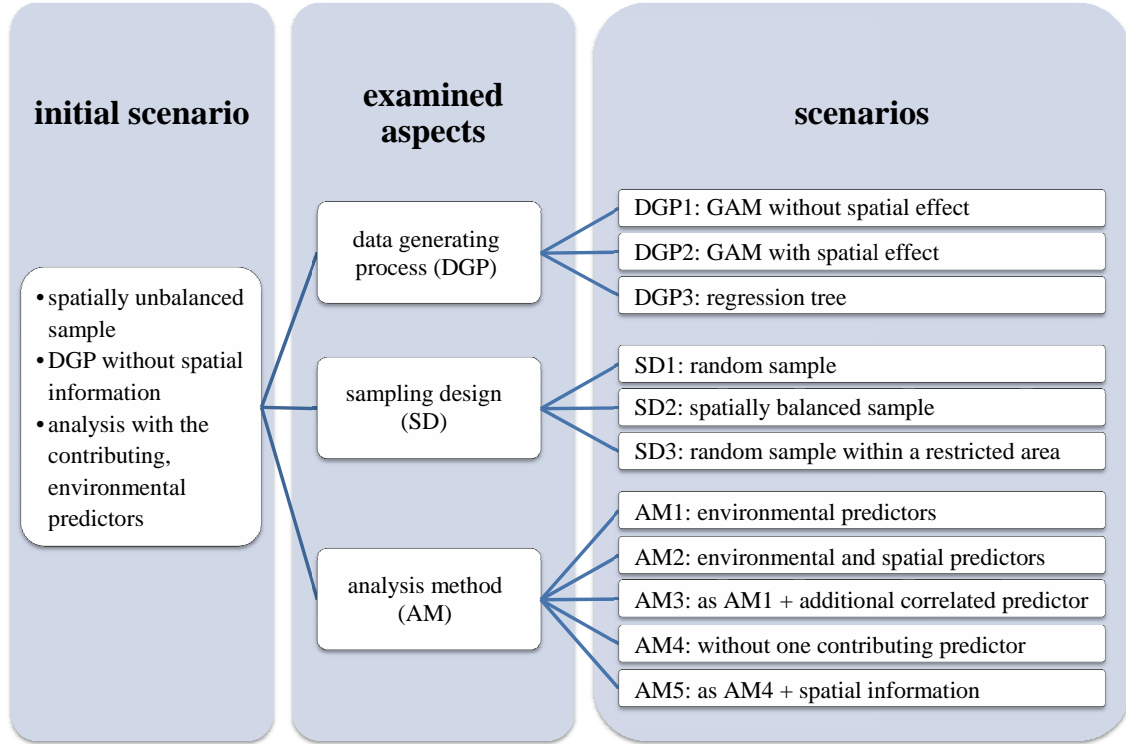 initial scenario
• spatially unbalanced
sample
• DGP without spatial
information
• analysis with the
contributing,
environmental
predictors
examined
aspects
data generating
process (DGP)
sampling design
(SD)
analysis method
(AM)
scenarios
DGP1: GAM without spatial effect
DGP2: GAM with spatial effect
DGP3: regression tree
SD1: random sample
SD2: spatially balanced sample
SD3: random sample within a restricted area
AM1: environmental predictors
AM2: environmental and spatial predictors
AM3: as AM1 + additional correlated predictor
AM4: without one contributing predictor
AM5: as AM4 + spatial information